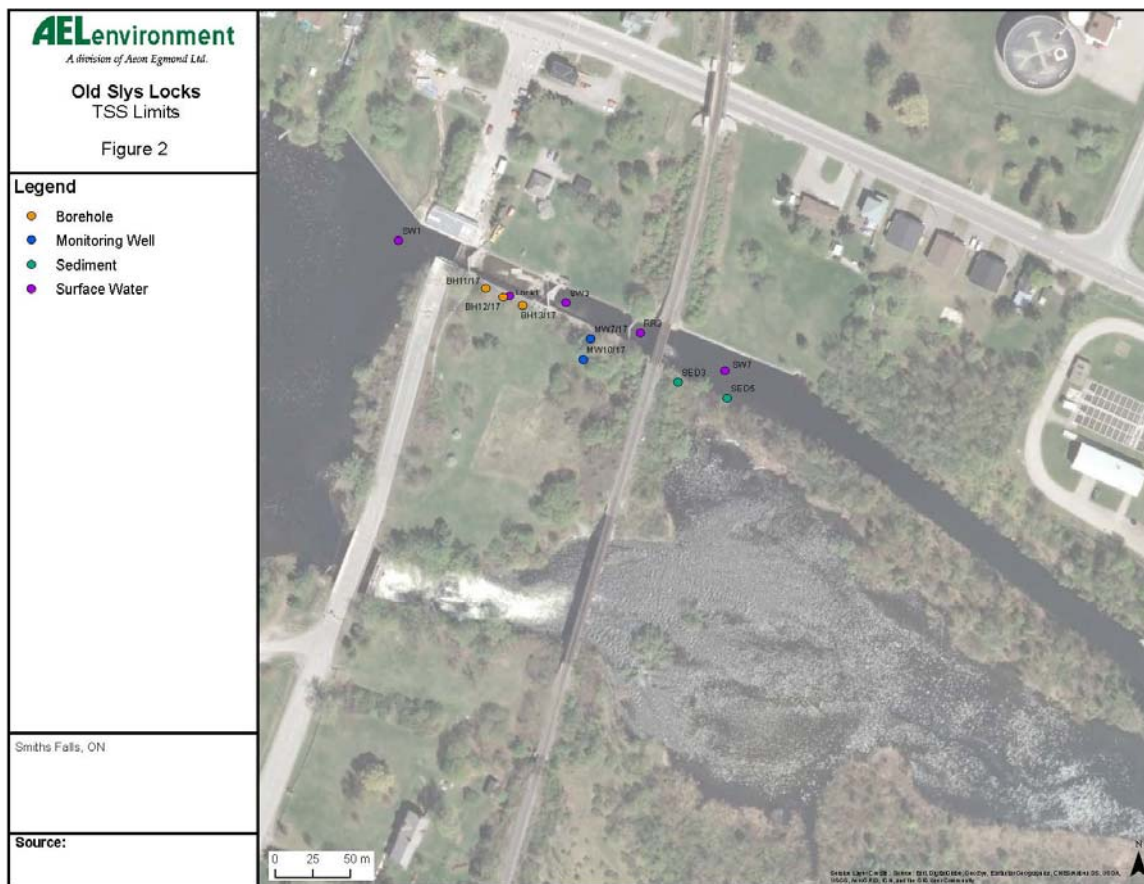 AELenvironment
A division of Aeon Egmond Ltd.
Old Slys Locks
TSS Limits
Figure 2
Legend
Borehole
Monitoring Well
Sediment
Surface Water
Smiths Falls, ON
Source:
SW1
BH11/17
BH12/17
Lock1
BH13/17
SW3
MW7/17
MW10/17
SW7
SED3
0 25 50 m
N